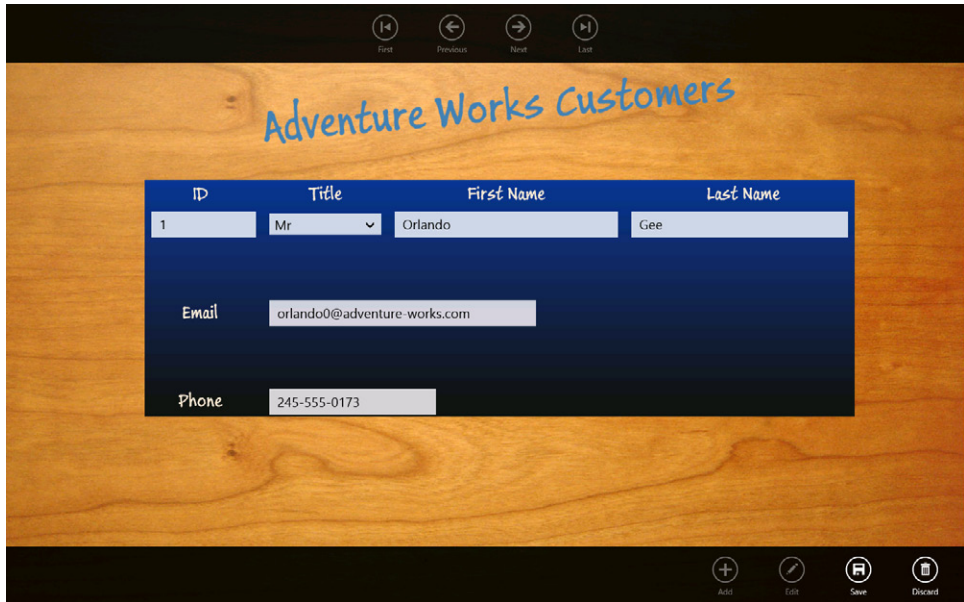 First Previous Next Last
Adventure Works Customers
ID Title First Name Last Name
1 Mr Orlando Gee
Email orlando0@adventure-works.com
Phone 245-555-0173
Add Edit Save Discard